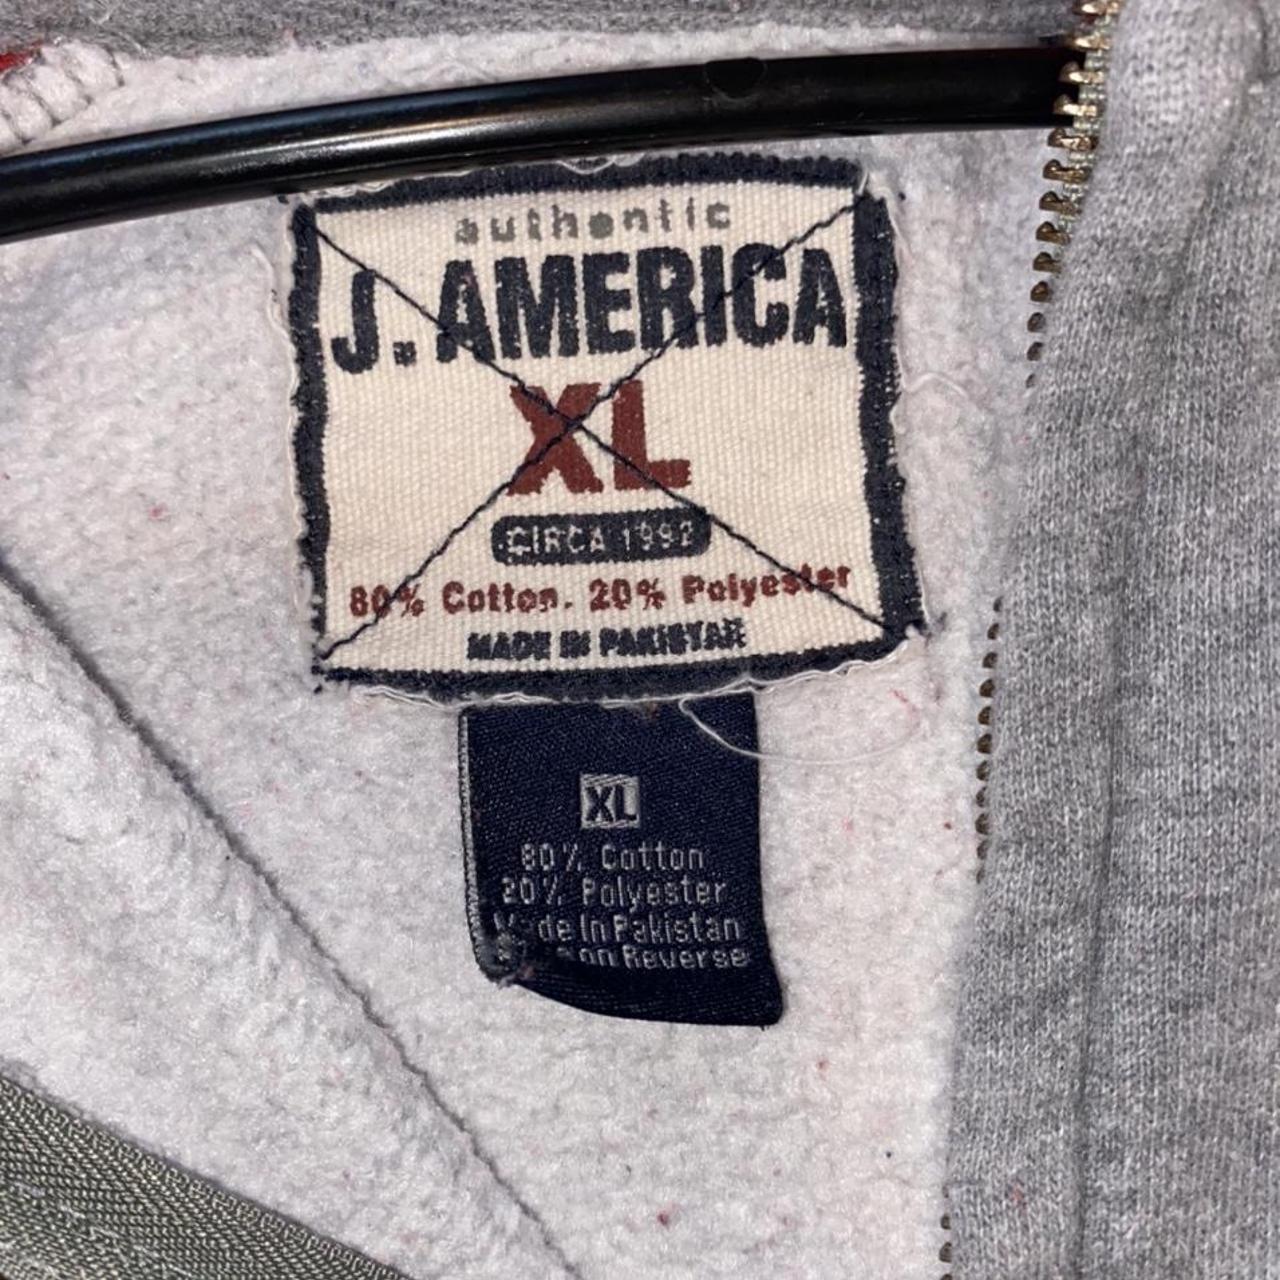 authentic
J. AMERICA
XL
CIRCA 1992
80% Cotton. 20% Polyester
MADE IN PAKISTAN
XL
80% Cotton
20% Polyester
Made In Pakistan
on Reverse